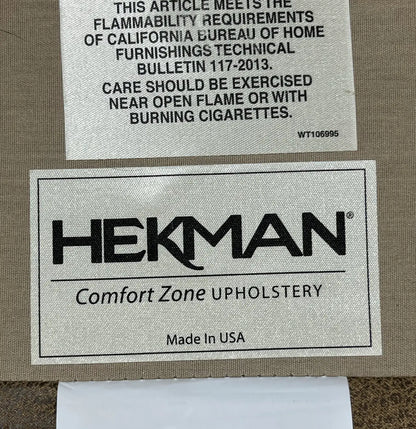 THIS ARTICLE MEETS THE
FLAMMABILITY REQUIREMENTS
OF CALIFORNIA BUREAU OF HOME
FURNISHINGS TECHNICAL
BULLETIN 117-2013.
CARE SHOULD BE EXERCISED
NEAR OPEN FLAME OR WITH
BURNING CIGARETTES.
WT106995
HEKMAN®
Comfort Zone UPHOLSTERY
Made In USA